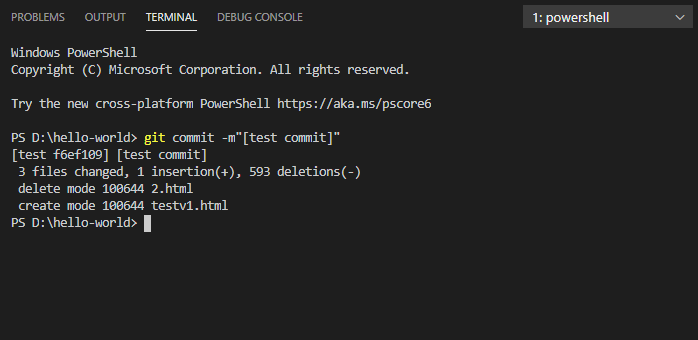 PROBLEMS OUTPUT TERMINAL DEBUG CONSOLE 1: powershell
Windows PowerShell
Copyright (C) Microsoft Corporation. All rights reserved.
Try the new cross-platform PowerShell https://aka.ms/pscore6
PS D:\hello-world> git commit -m"[test commit]"
[test f6ef109] [test commit]
3 files changed, 1 insertion(+), 593 deletions(-)
delete mode 100644 2.html
create mode 100644 testv1.html
PS D:\hello-world>